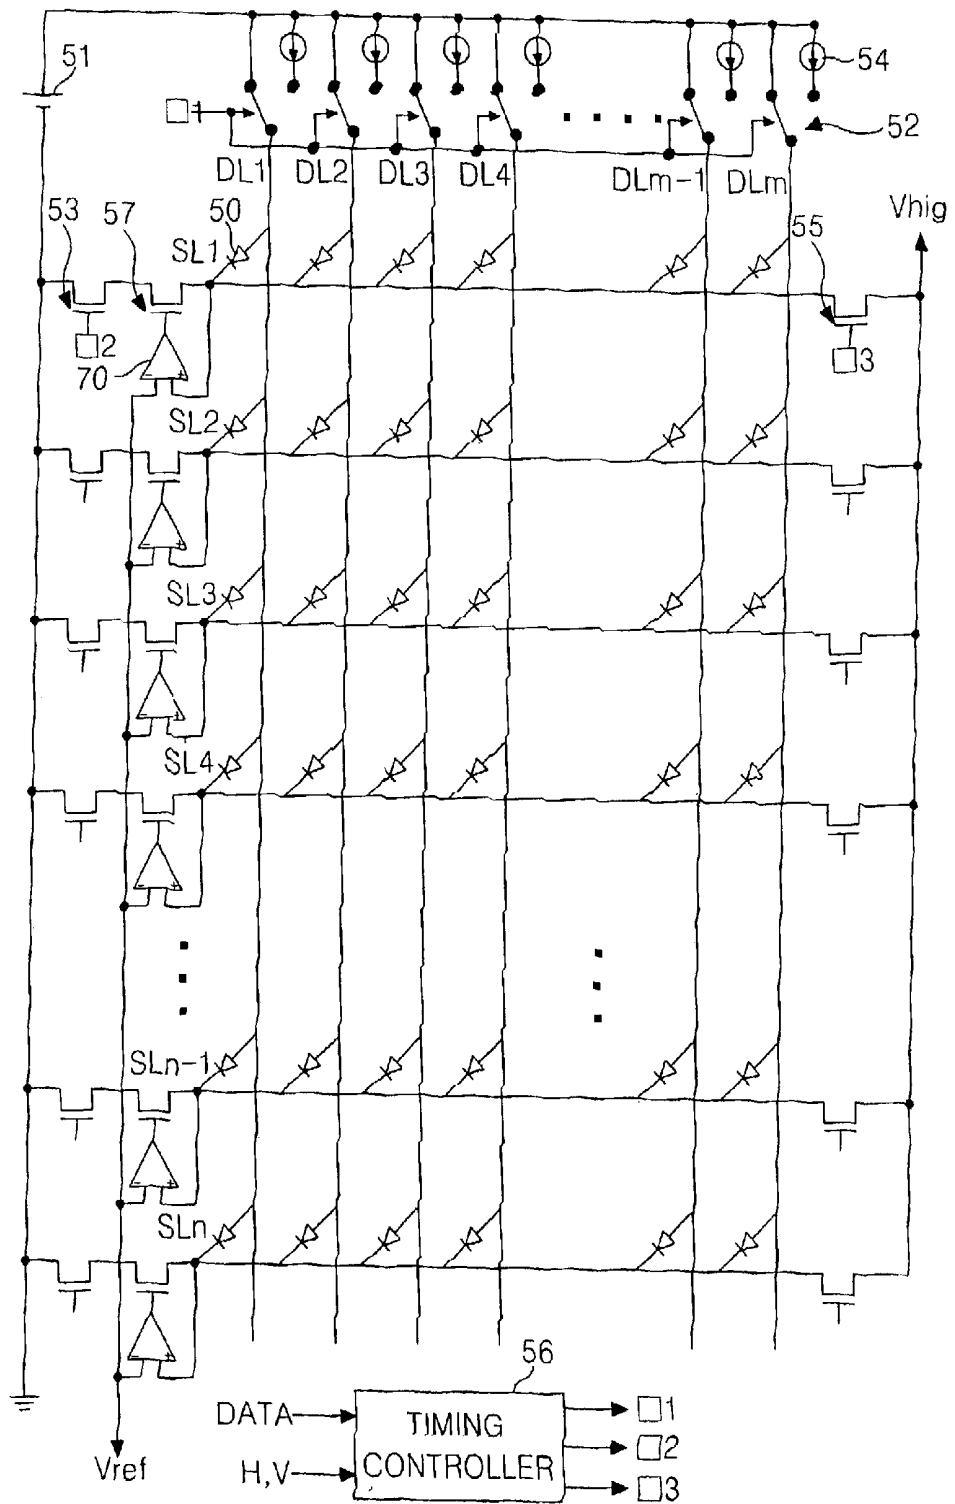 51
54
□1
52
DL1 DL2 DL3 DL4 DLm-1 DLm
Vhig
53 57 50 55
SL1
□2
70
□3
SL2
- +
SL3
- +
SL4
- +
- +
SLn-1
- +
SLn
- +
56
DATA
TIMING
CONTROLLER
H,V
□1
□2
□3
Vref